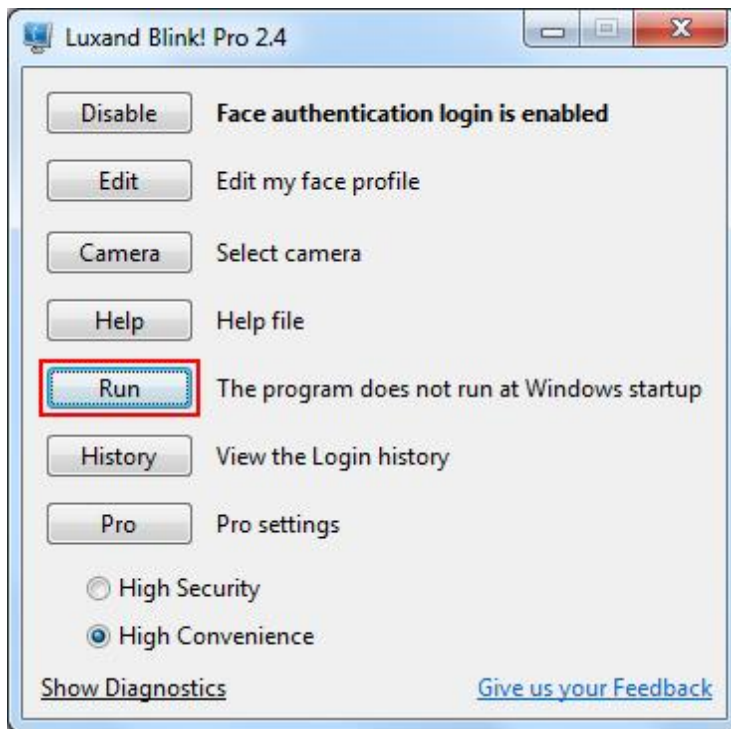 Luxand Blink! Pro 2.4
Disable Face authentication login is enabled
Edit Edit my face profile
Camera Select camera
Help Help file
Run The program does not run at Windows startup
History View the Login history
Pro Pro settings
High Security
High Convenience
Show Diagnostics Give us your Feedback